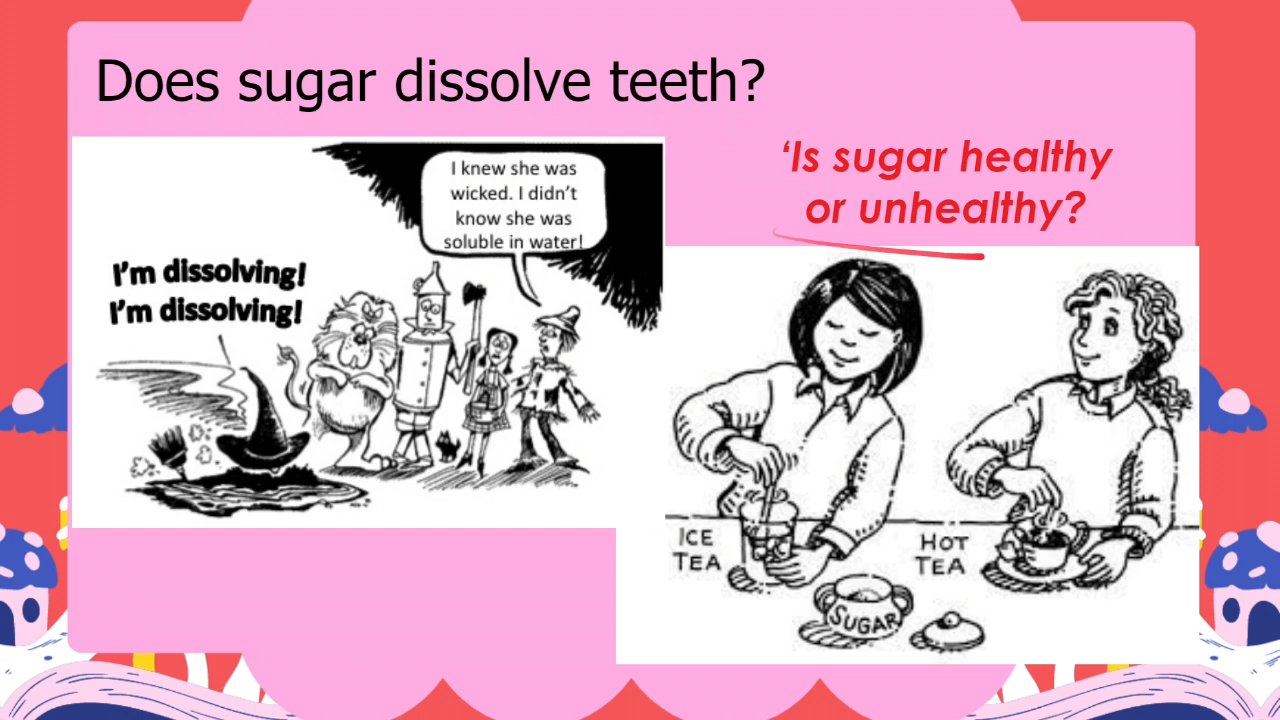 Does sugar dissolve teeth?
‘Is sugar healthy
or unhealthy?
I knew she was
wicked. I didn’t
know she was
soluble in water!
I’m dissolving!
I’m dissolving!
ICE
TEA
HOT
TEA
SUGAR